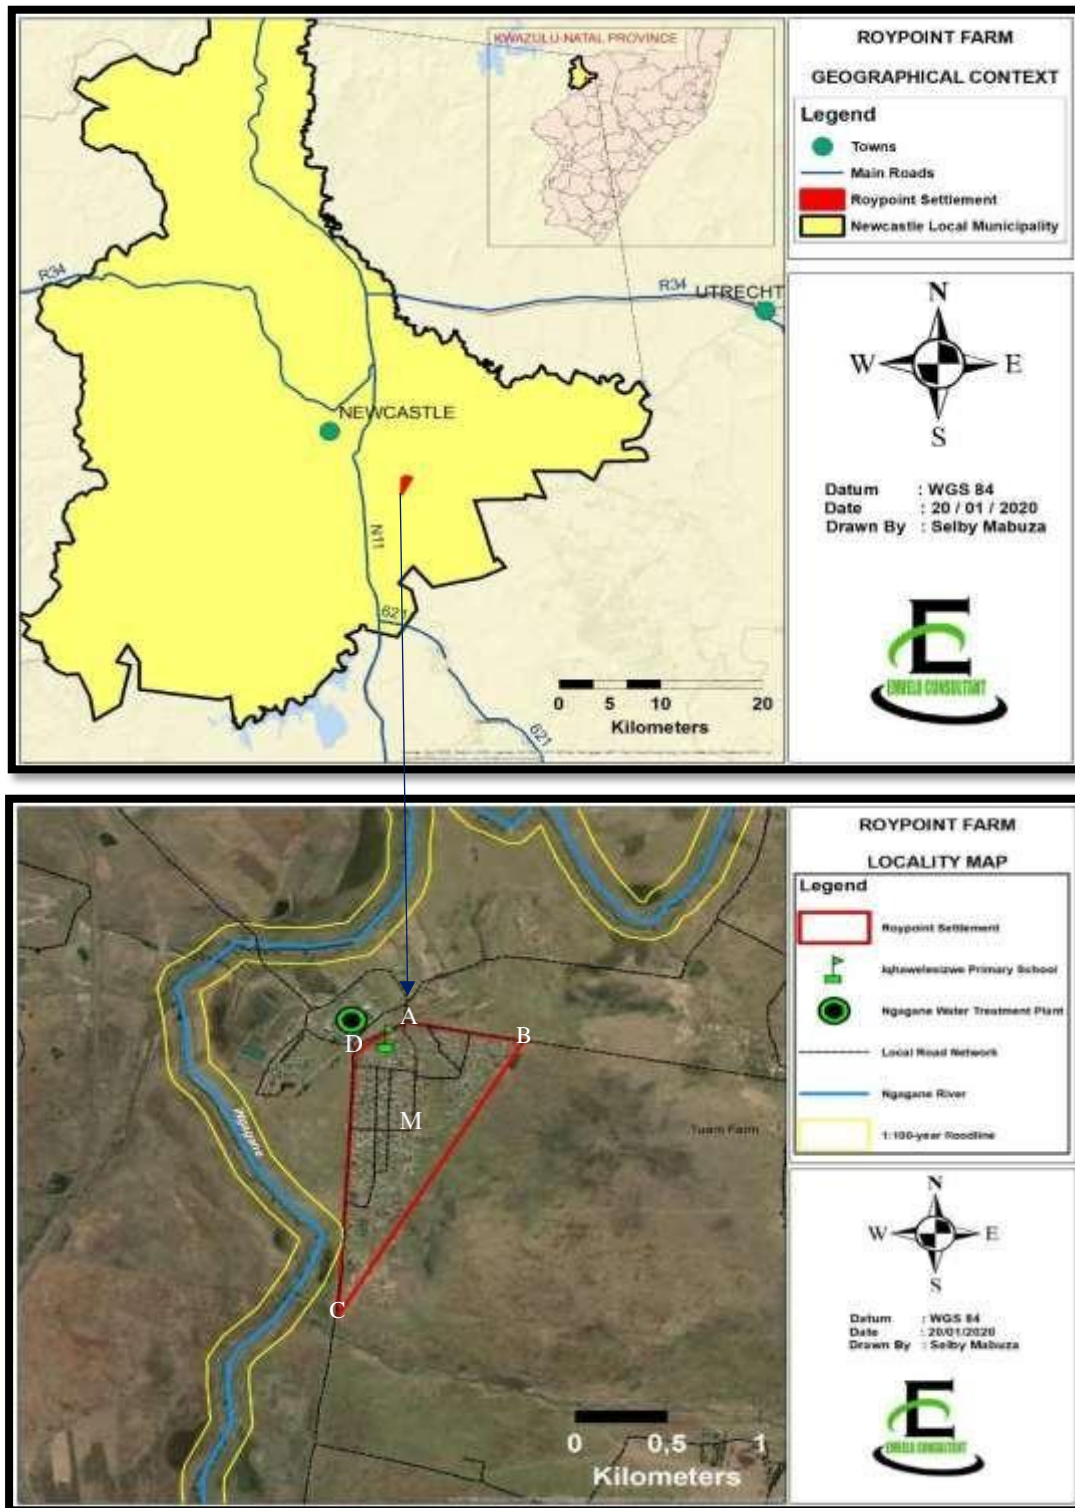 KWAZULU-NATAL PROVINCE
R34
R34
UTRECHT
NEWCASTLE
N11
621
621
0 5 10 20
Kilometers
ROYPOINT FARM
GEOGRAPHICAL CONTEXT
Legend
Towns
Main Roads
Roypoint Settlement
Newcastle Local Municipality
N
W E
S
Datum : WGS 84
Date : 20 / 01 / 2020
Drawn By : Selby Mabuza
E
A
B
D
M
C
Ngagane
Tuam Farm
0 0,5 1
Kilometers
ROYPOINT FARM
LOCALITY MAP
Legend
Roypoint Settlement
Iqhawelesizwe Primary School
Ngagane Water Treatment Plant
Local Road Network
Ngagane River
1:100-year floodline
N
W E
S
Datum : WGS 84
Date : 20/01/2020
Drawn By : Selby Mabuza
E